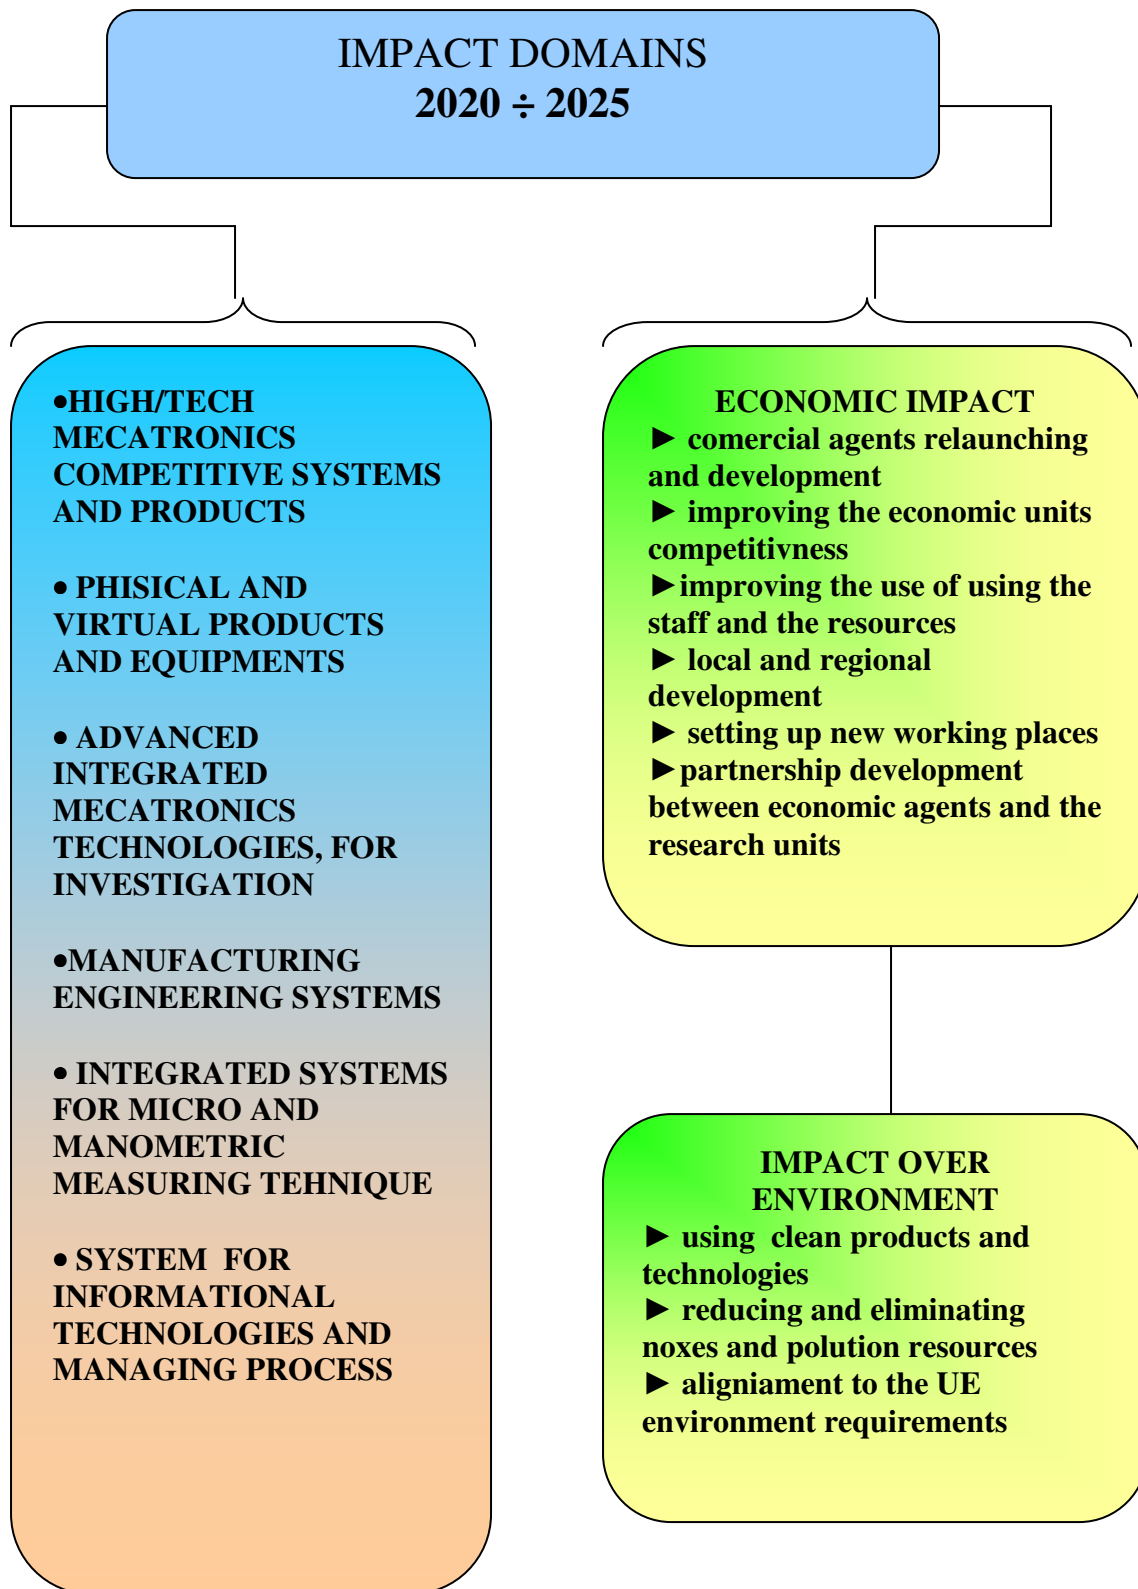 IMPACT DOMAINS
2020 ÷ 2025
•HIGH/TECH
MECATRONICS
COMPETITIVE SYSTEMS
AND PRODUCTS
• PHISICAL AND
VIRTUAL PRODUCTS
AND EQUIPMENTS
• ADVANCED
INTEGRATED
MECATRONICS
TECHNOLOGIES, FOR
INVESTIGATION
•MANUFACTURING
ENGINEERING SYSTEMS
• INTEGRATED SYSTEMS
FOR MICRO AND
MANOMETRIC
MEASURING TEHNIQUE
• SYSTEM  FOR
INFORMATIONAL
TECHNOLOGIES AND
MANAGING PROCESS
ECONOMIC IMPACT
► comercial agents relaunching
and development
► improving the economic units
competitivness
►improving the use of using the
staff and the resources
► local and regional
development
► setting up new working places
►partnership development
between economic agents and the
research units
IMPACT OVER
ENVIRONMENT
► using  clean products and
technologies
► reducing and eliminating
noxes and polution resources
► aligniament to the UE
environment requirements